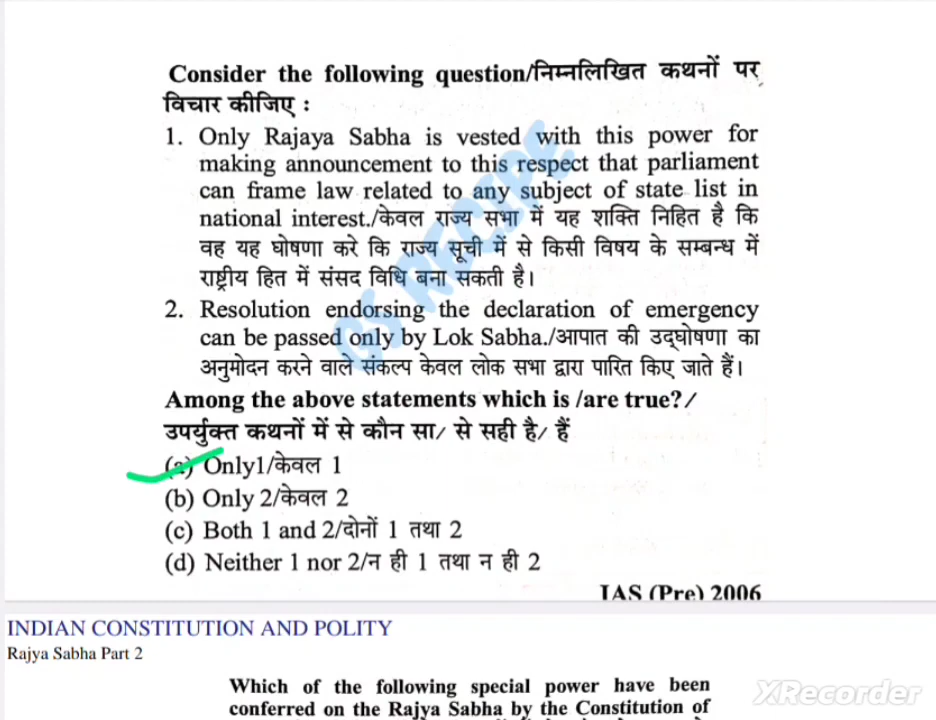 Consider the following question/निम्नलिखित कथनों पर
विचार कीजिए :
1. Only Rajaya Sabha is vested with this power for
making announcement to this respect that parliament
can frame law related to any subject of state list in
national interest./केवल राज्य सभा में यह शक्ति निहित है कि
वह यह घोषणा करे कि राज्य सूची में से किसी विषय के सम्बन्ध में
राष्ट्रीय हित में संसद विधि बना सकती है।
2. Resolution endorsing the declaration of emergency
can be passed only by Lok Sabha./आपात की उद्घोषणा का
अनुमोदन करने वाले संकल्प केवल लोक सभा द्वारा पारित किए जाते हैं।
Among the above statements which is /are true?/
उपर्युक्त कथनों में से कौन सा/ से सही है/ हैं
(a) Only1/केवल 1
(b) Only 2/केवल 2
(c) Both 1 and 2/दोनों 1 तथा 2
(d) Neither 1 nor 2/न ही 1 तथा न ही 2
IAS (Pre) 2006
GS RECIPE
INDIAN CONSTITUTION AND POLITY
Rajya Sabha Part 2
Which of the following special power have been
conferred on the Rajya Sabha by the Constitution of
XRecorder